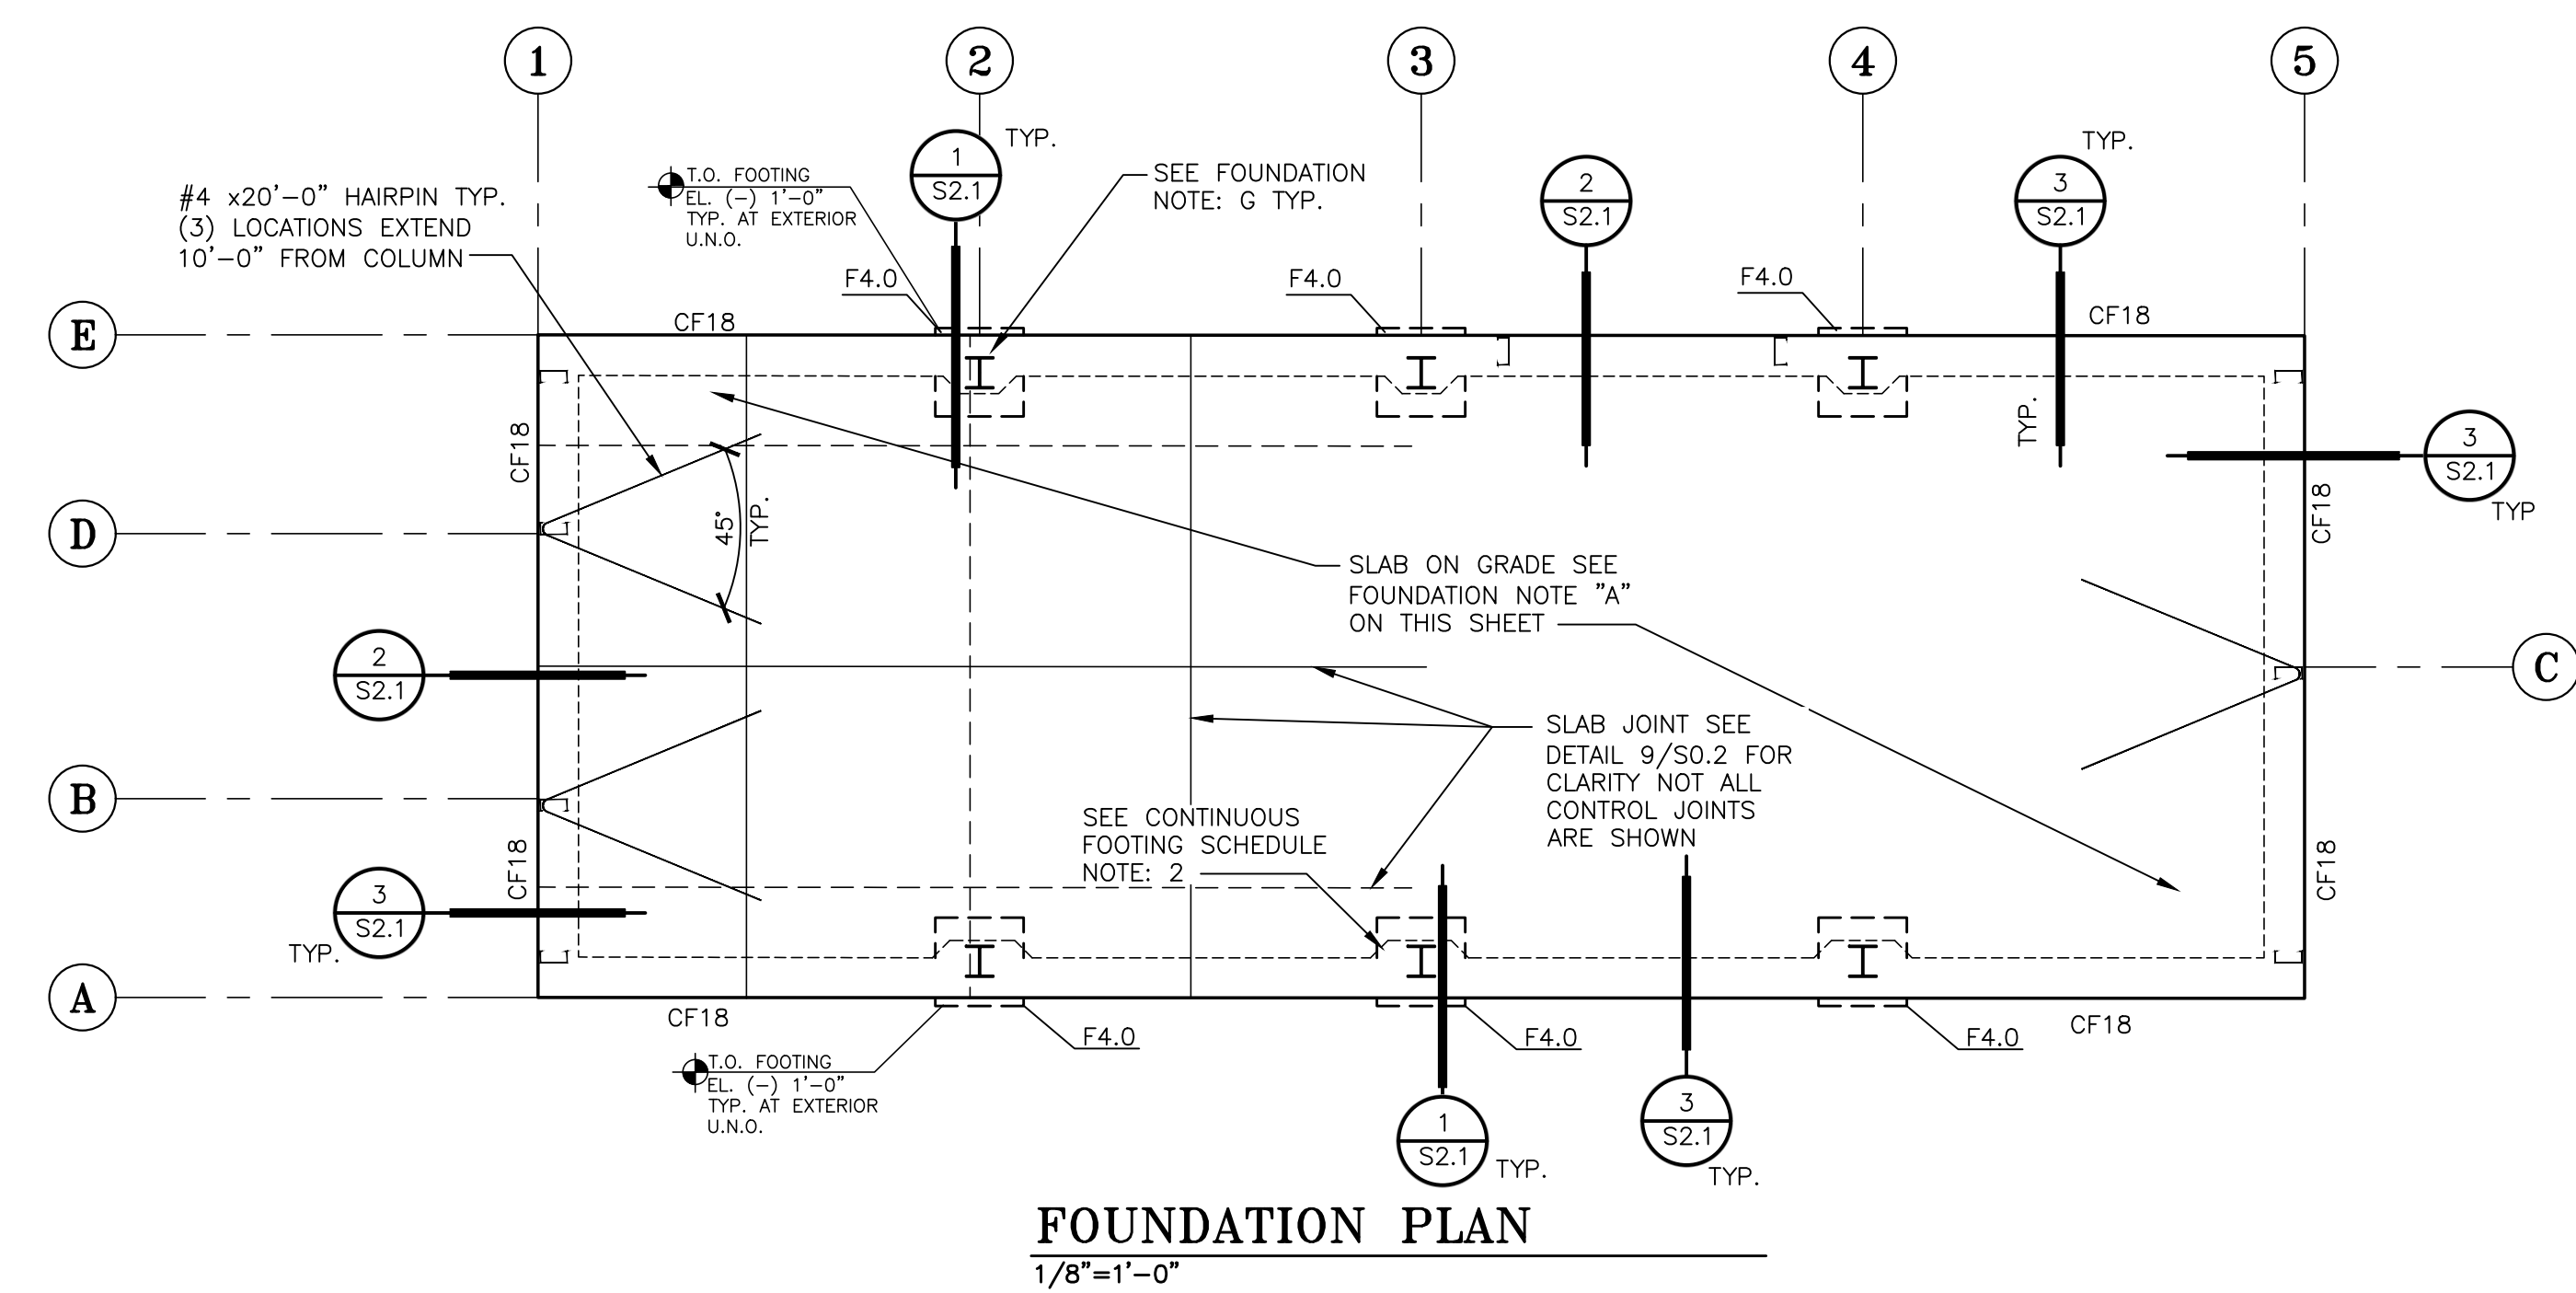 1
2
3
4
5
TYP.
1
S2.1
TYP.
2
S2.1
3
S2.1
T.O. FOOTING
EL. (-) 1'-0"
TYP. AT EXTERIOR
U.N.O.
SEE FOUNDATION
NOTE: G TYP.
#4 x20'-0" HAIRPIN TYP.
(3) LOCATIONS EXTEND
10'-0" FROM COLUMN
F4.0
F4.0
F4.0
E
CF18
CF18
CF18
TYP.
3
S2.1
TYP
CF18
D
45°
TYP.
SLAB ON GRADE SEE
FOUNDATION NOTE "A"
ON THIS SHEET
2
S2.1
C
SLAB JOINT SEE
DETAIL 9/S0.2 FOR
CLARITY NOT ALL
CONTROL JOINTS
ARE SHOWN
B
SEE CONTINUOUS
FOOTING SCHEDULE
NOTE: 2
CF18
CF18
3
S2.1
TYP.
A
CF18
F4.0
F4.0
F4.0
CF18
T.O. FOOTING
EL. (-) 1'-0"
TYP. AT EXTERIOR
U.N.O.
1
S2.1
TYP.
3
S2.1
TYP.
FOUNDATION PLAN
1/8"=1'-0"